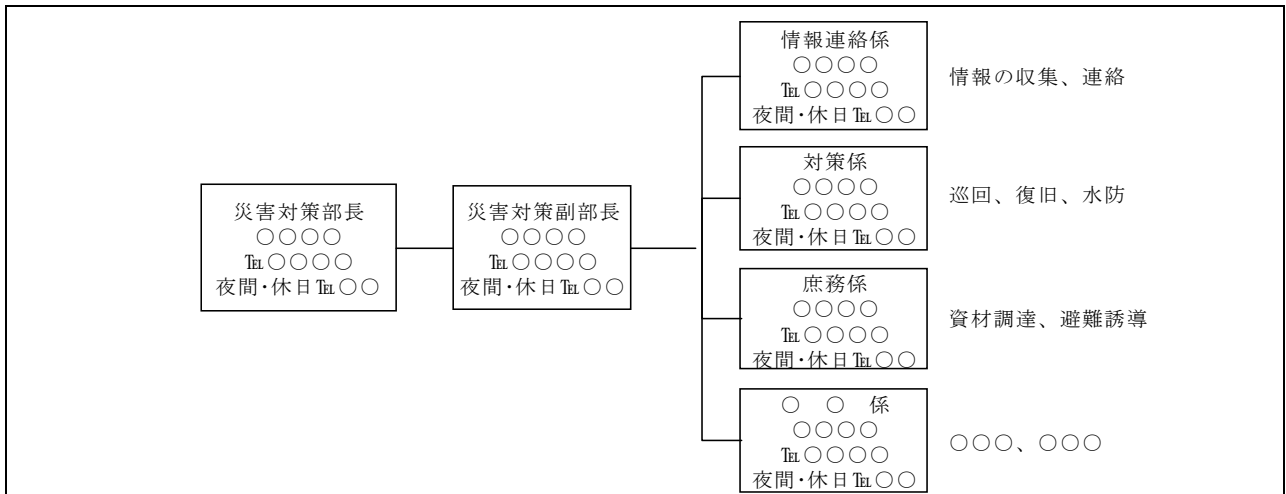 災害対策部長
○○○○
℡○○○○
夜間・休日℡○○
災害対策副部長
○○○○
℡○○○○
夜間・休日℡○○
情報連絡係
○○○○
℡○○○○
夜間・休日℡○○
情報の収集、連絡
対策係
○○○○
℡○○○○
夜間・休日℡○○
巡回、復旧、水防
庶務係
○○○○
℡○○○○
夜間・休日℡○○
資材調達、避難誘導
○　○　係
○○○○
℡○○○○
夜間・休日℡○○
○○○、○○○